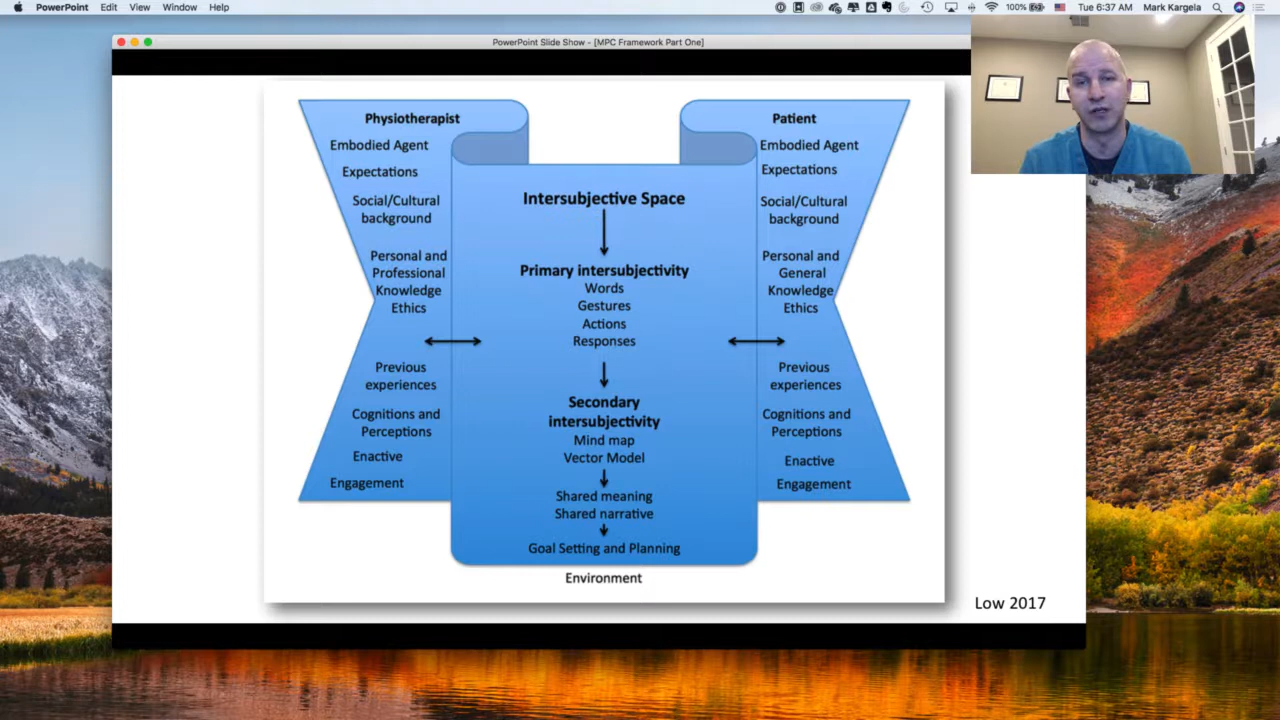 PowerPoint Edit View Window Help
100% Tue 6:37 AM Mark Kargela
PowerPoint Slide Show - [MPC Framework Part One]
Physiotherapist
Embodied Agent
Expectations
Social/Cultural
background
Personal and
Professional
Knowledge
Ethics
Previous
experiences
Cognitions and
Perceptions
Enactive
Engagement
Intersubjective Space
Primary intersubjectivity
Words
Gestures
Actions
Responses
Secondary
intersubjectivity
Mind map
Vector Model
Shared meaning
Shared narrative
Goal Setting and Planning
Environment
Patient
Embodied Agent
Expectations
Social/Cultural
background
Personal and
General
Knowledge
Ethics
Previous
experiences
Cognitions and
Perceptions
Enactive
Engagement
Low 2017